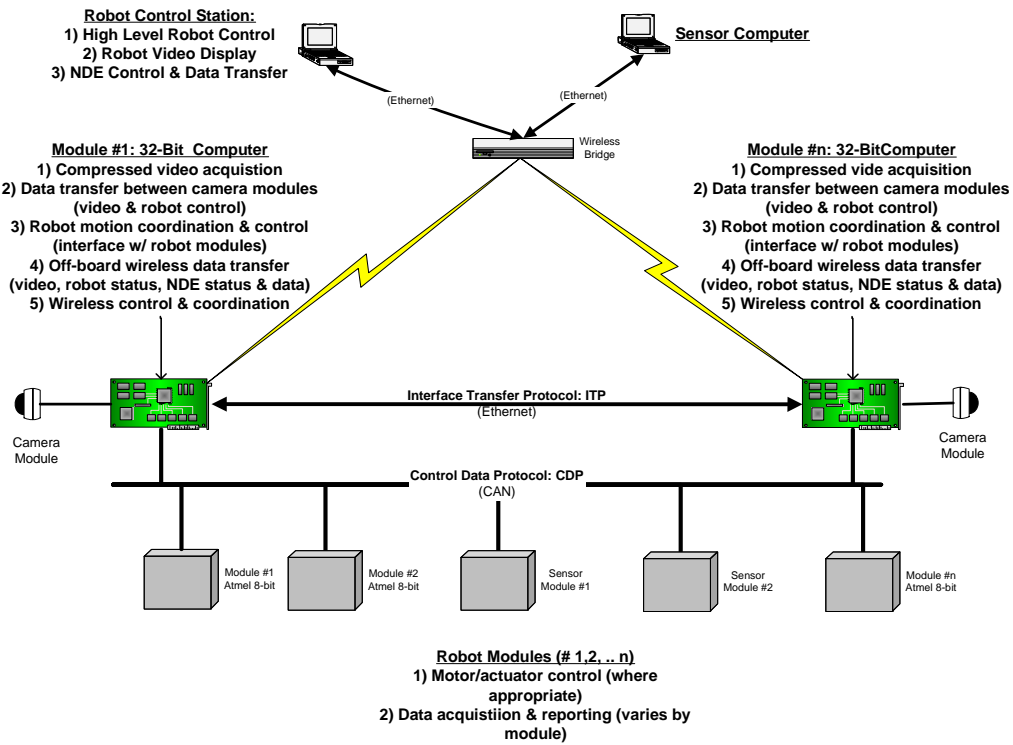 Robot Control Station:
1) High Level Robot Control
2) Robot Video Display
3) NDE Control & Data Transfer
Sensor Computer
(Ethernet)
(Ethernet)
Wireless
Bridge
Module #1: 32-Bit Computer
1) Compressed video acquistion
2) Data transfer between camera modules
(video & robot control)
3) Robot motion coordination & control
(interface w/ robot modules)
4) Off-board wireless data transfer
(video, robot status, NDE status & data)
5) Wireless control & coordination
Module #n: 32-BitComputer
1) Compressed vide acquisition
2) Data transfer between camera modules
(video & robot control)
3) Robot motion coordination & control
(interface w/ robot modules)
4) Off-board wireless data transfer
(video, robot status, NDE status & data)
5) Wireless control & coordination
Camera
Module
Interface Transfer Protocol: ITP
(Ethernet)
Camera
Module
Control Data Protocol: CDP
(CAN)
Module #1
Atmel 8-bit
Module #2
Atmel 8-bit
Sensor
Module #1
Sensor
Module #2
Module #n
Atmel 8-bit
Robot Modules (# 1,2, .. n)
1) Motor/actuator control (where
appropriate)
2) Data acquistiion & reporting (varies by
module)